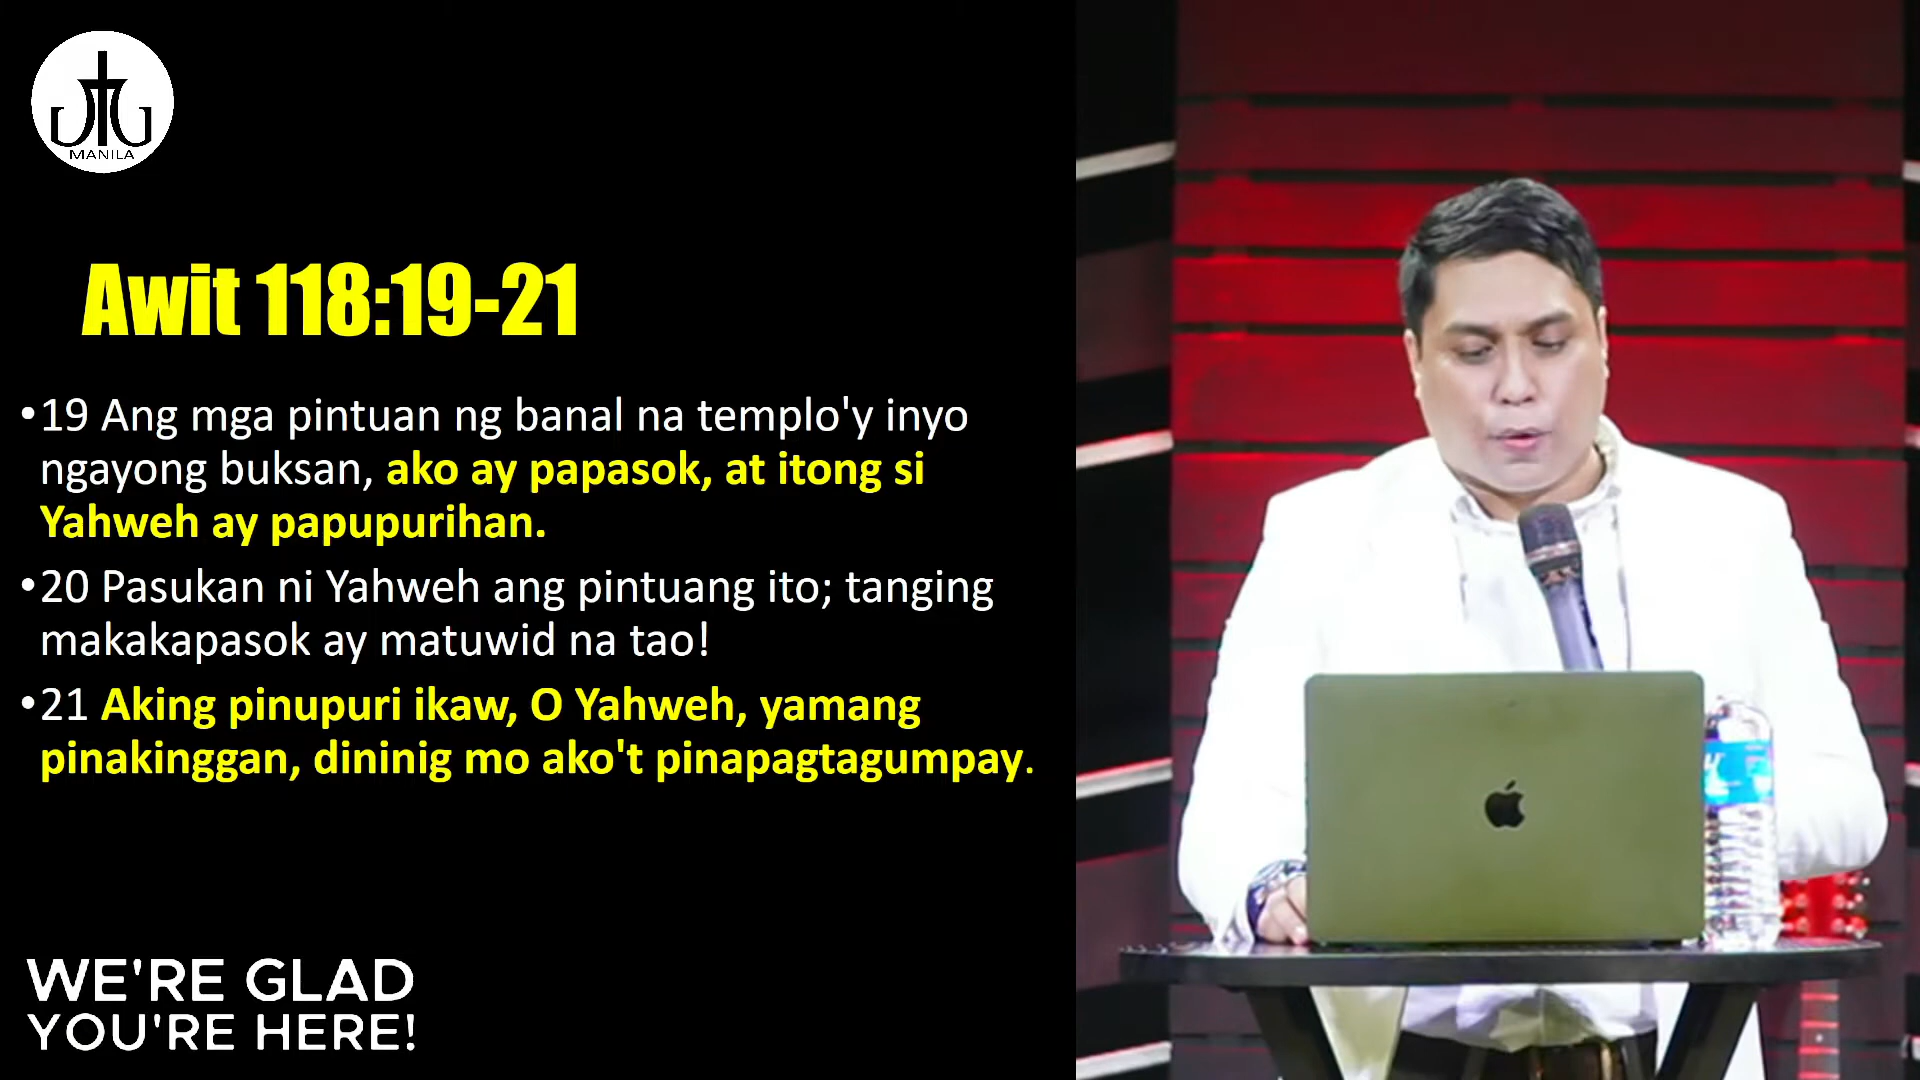 JTG
MANILA
Awit 118:19-21
•19 Ang mga pintuan ng banal na templo'y inyo
ngayong buksan, ako ay papasok, at itong si
Yahweh ay papupurihan.
•20 Pasukan ni Yahweh ang pintuang ito; tanging
makakapasok ay matuwid na tao!
•21 Aking pinupuri ikaw, O Yahweh, yamang
pinakinggan, dininig mo ako't pinapagtagumpay.
WE'RE GLAD
YOU'RE HERE!